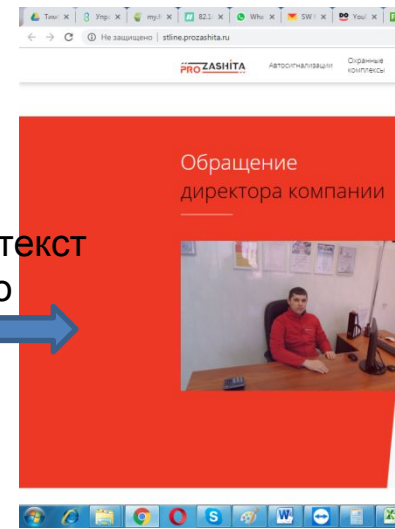 Не защищено | stline.prozashita.ru
PROZASHITA
Автосигнализации
Охранные
комплексы
Обращение
директора компании
текст